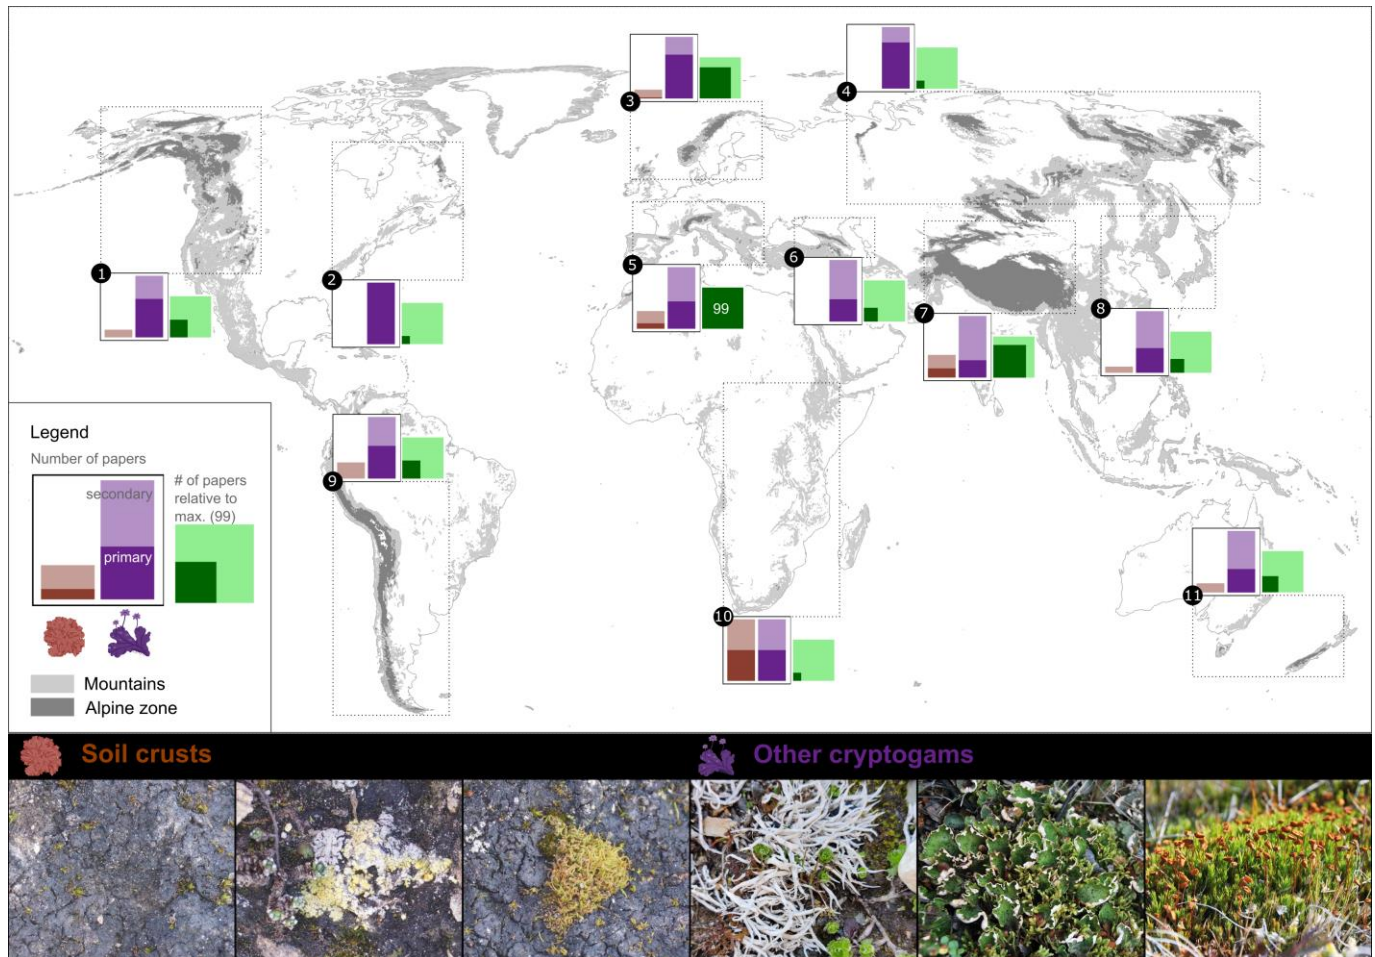 3
4
1
2
5
99
6
7
8
Legend
Number of papers
secondary
primary
# of papers
relative to
max. (99)
Mountains
Alpine zone
9
10
11
Soil crusts
Other cryptogams